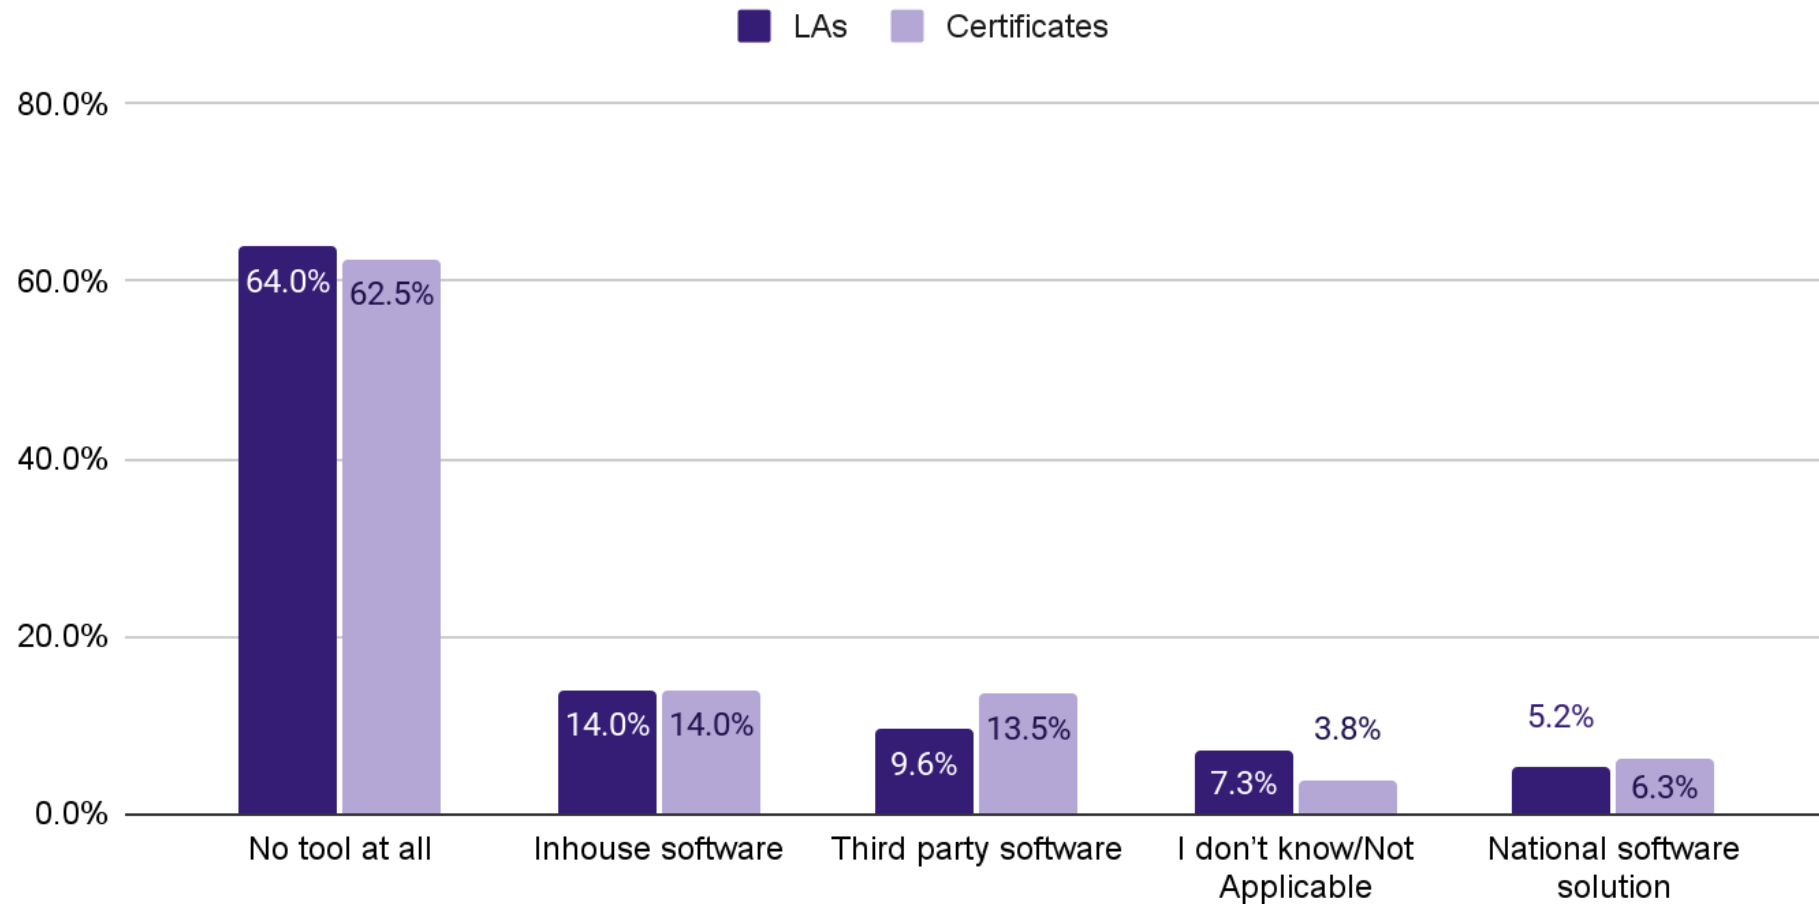 LAs Certificates
80.0%
60.0%
40.0%
20.0%
0.0%
64.0% 62.5%
14.0% 14.0%
9.6% 13.5%
7.3% 3.8%
5.2% 6.3%
No tool at all
Inhouse software
Third party software
I don’t know/Not
Applicable
National software
solution